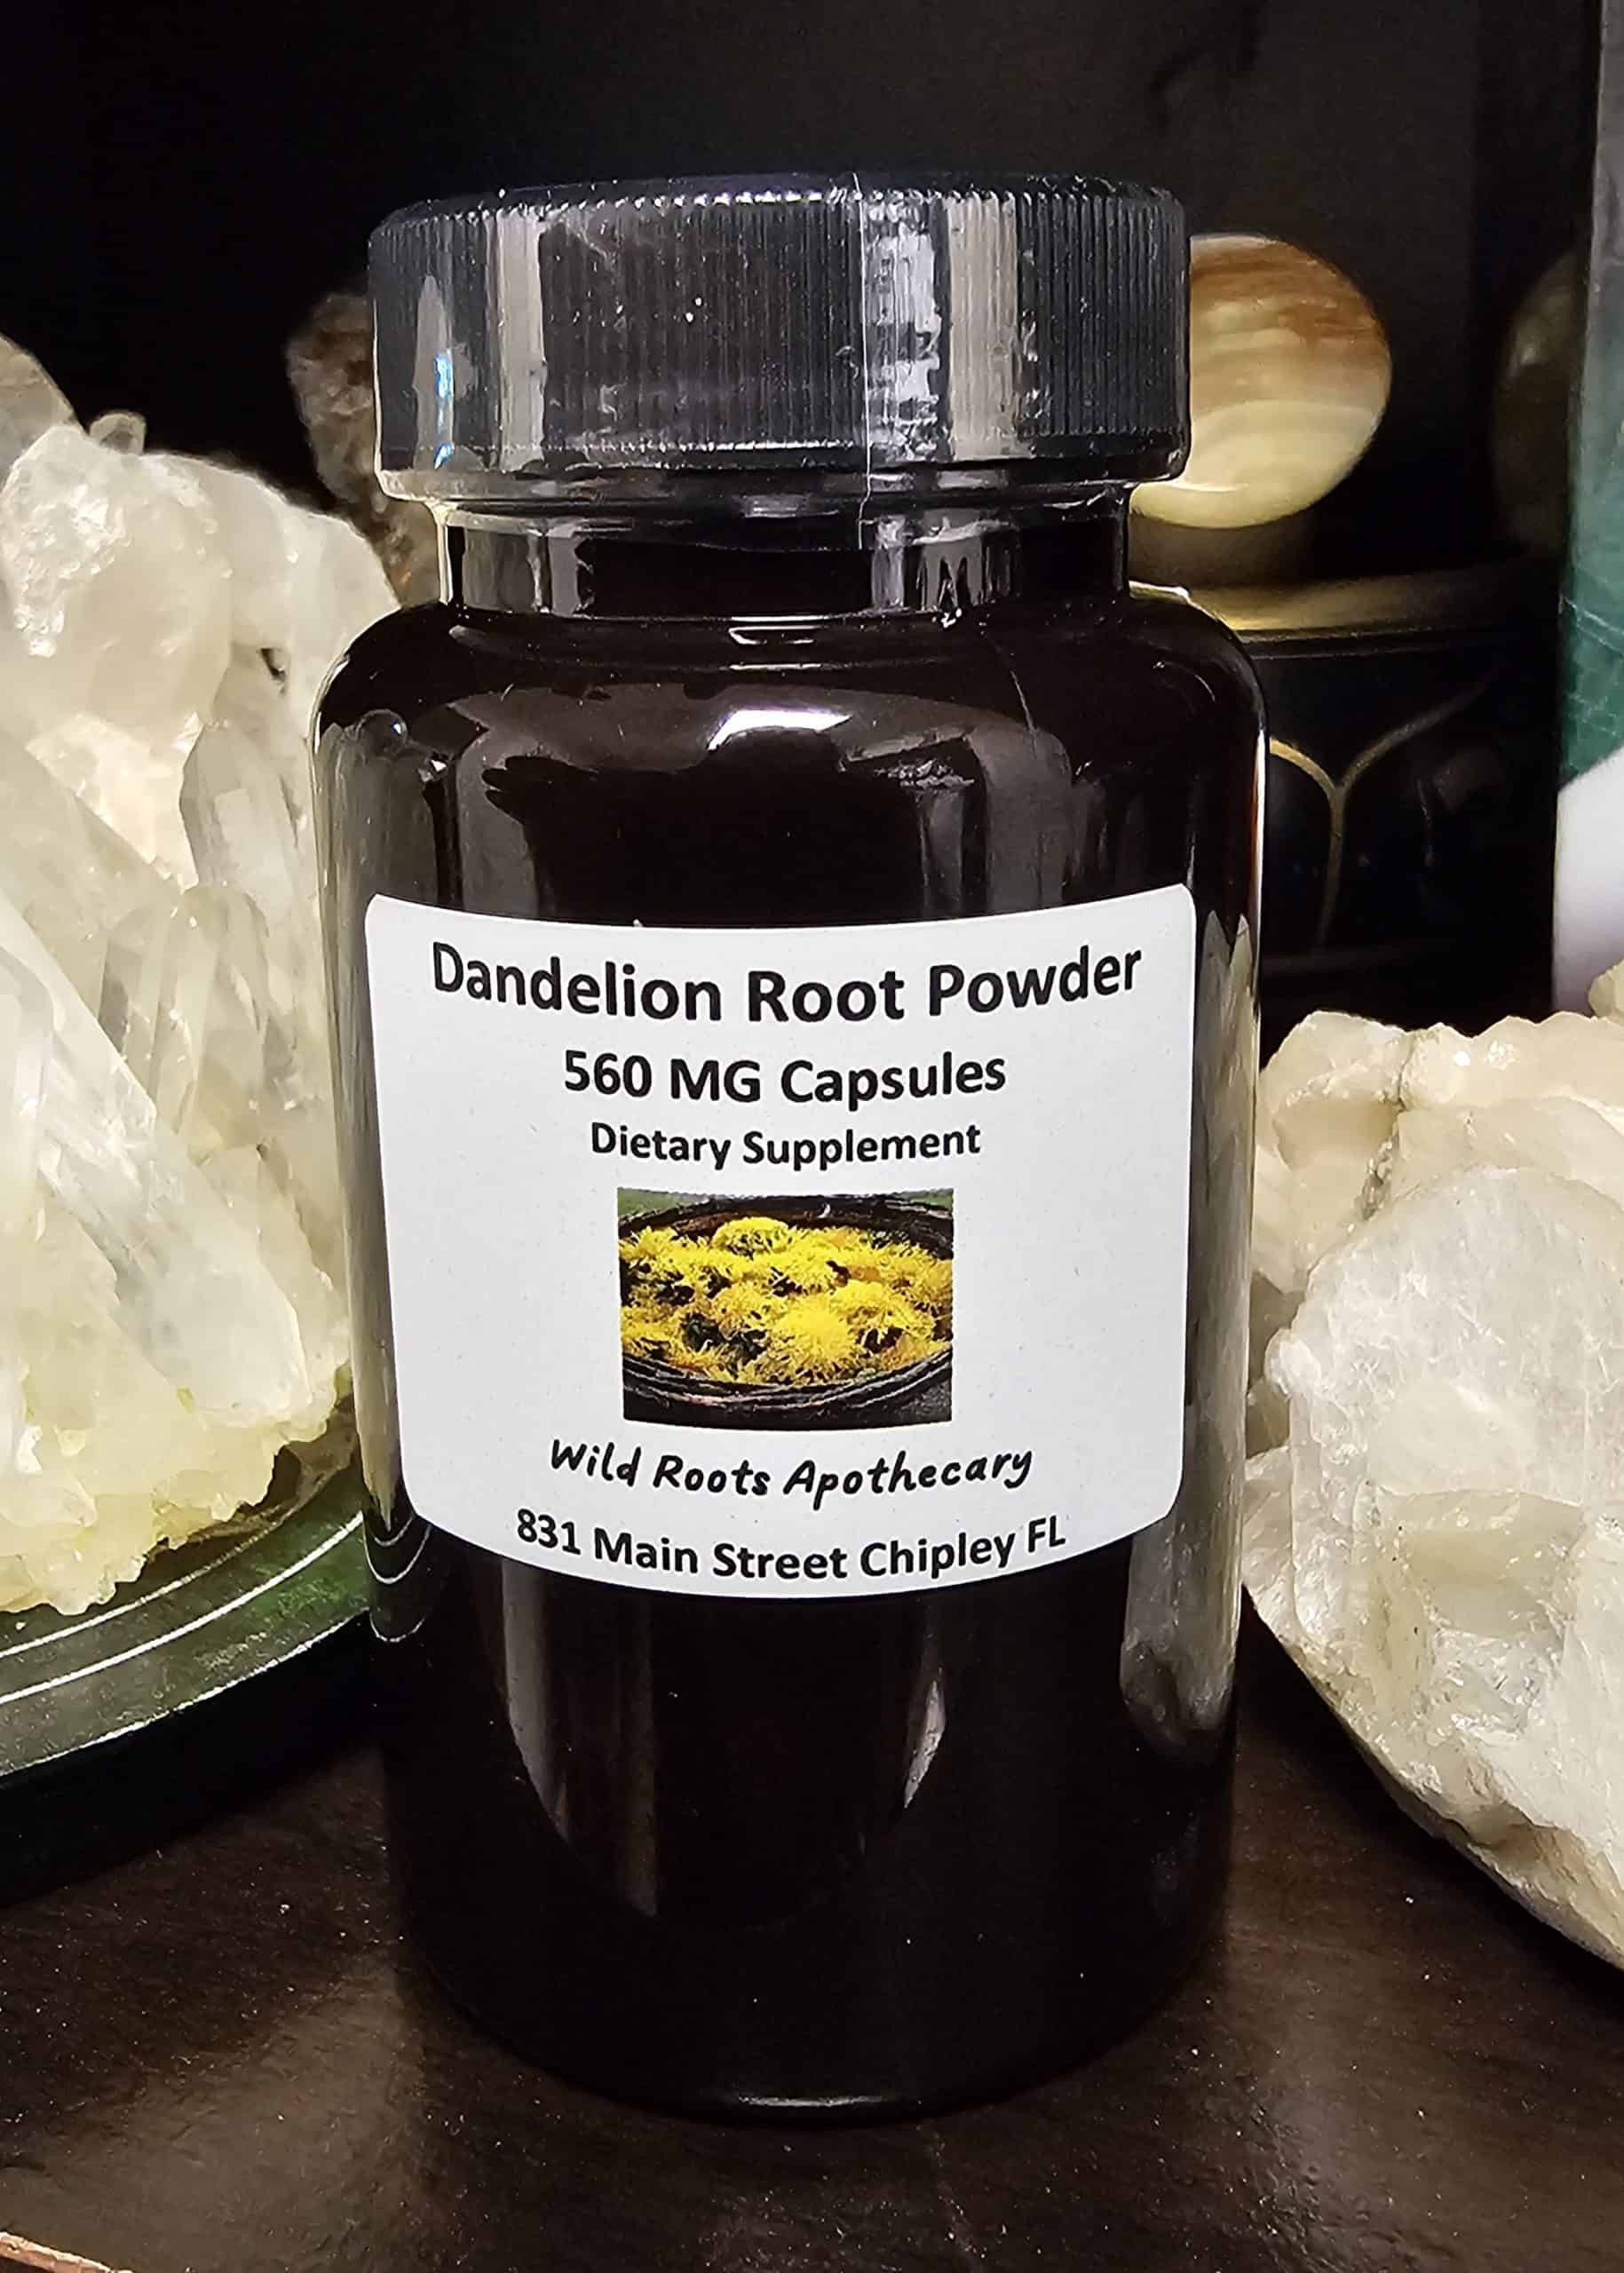 Dandelion Root Powder
560 MG Capsules
Dietary Supplement
Wild Roots Apothecary
831 Main Street Chipley FL